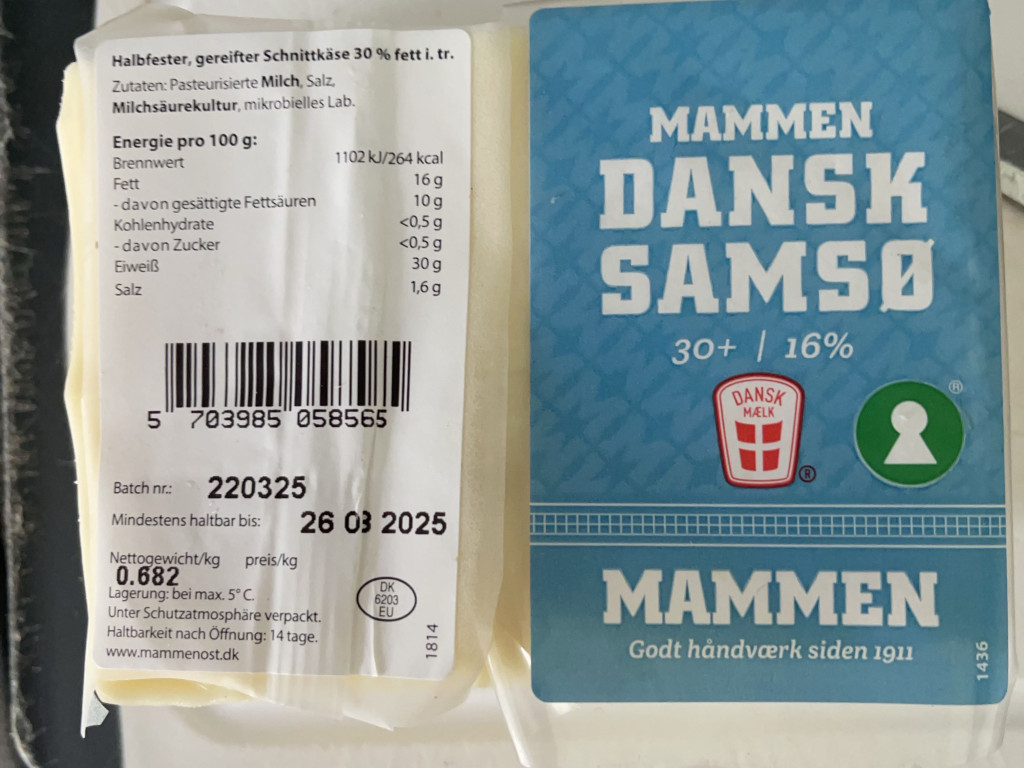 Halbfester, gereifter Schnittkäse 30 % fett i. tr.
Zutaten: Pasteurisierte Milch, Salz,
Milchsäurekultur, mikrobielles Lab.
Energie pro 100 g:
Brennwert 1102 kJ/264 kcal
Fett 16 g
- davon gesättigte Fettsäuren 10 g
Kohlenhydrate <0,5 g
- davon Zucker <0,5 g
Eiweiß 30 g
Salz 1,6 g
5 703985 058565
Batch nr.: 220325
Mindestens haltbar bis: 26 03 2025
Nettogewicht/kg preis/kg
0.682
Lagerung: bei max. 5° C.
Unter Schutzatmosphäre verpackt.
Haltbarkeit nach Öffnung: 14 tage.
www.mammenost.dk
DK
6203
EU
1814
MAMMEN
DANSK
SAMSØ
30+ | 16%
DANSK
MÆLK
®
®
MAMMEN
Godt håndværk siden 1911
1436